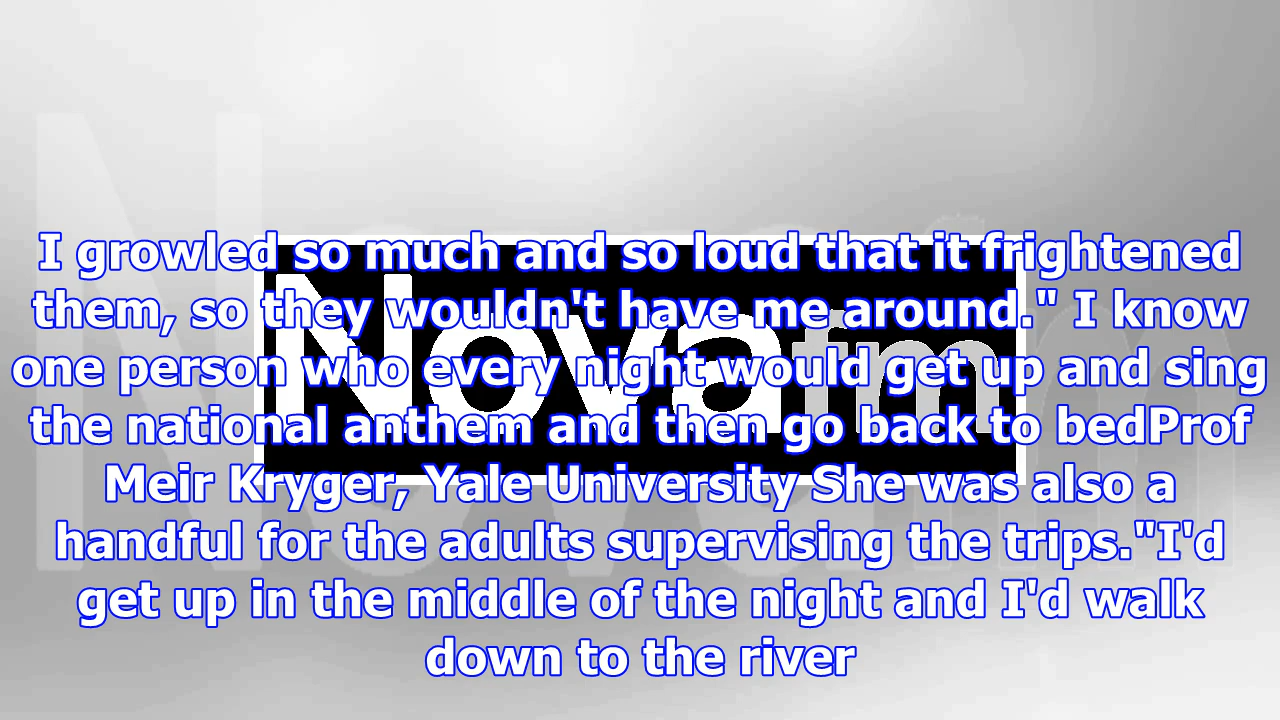 I growled so much and so loud that it frightened
them, so they wouldn't have me around." I know
one person who every night would get up and sing
the national anthem and then go back to bedProf
Meir Kryger, Yale University She was also a
handful for the adults supervising the trips."I'd
get up in the middle of the night and I'd walk
down to the river
Novafm
Novafm